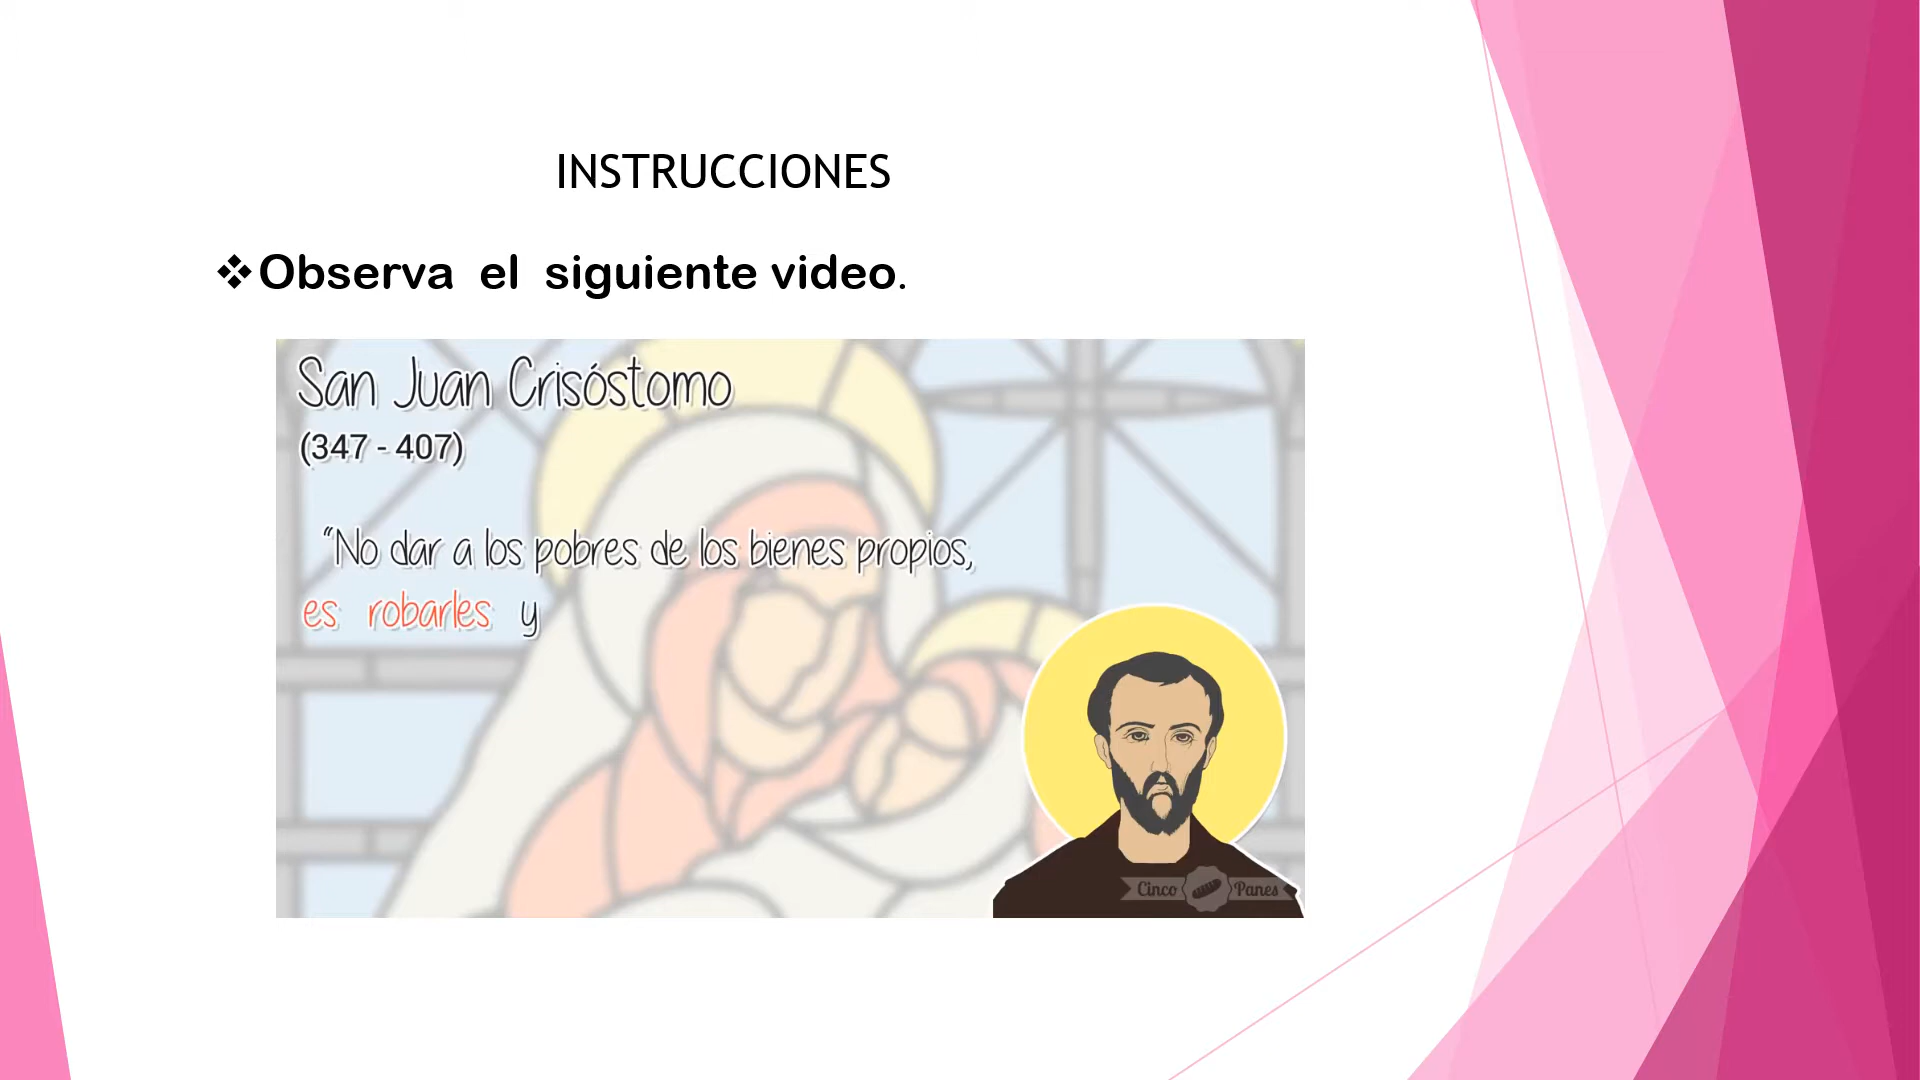 INSTRUCCIONES
❖Observa el siguiente video.
San Juan Crisóstomo
(347 - 407)
“No dar a los pobres de los bienes propios,
es robarles y
Cinco Panes